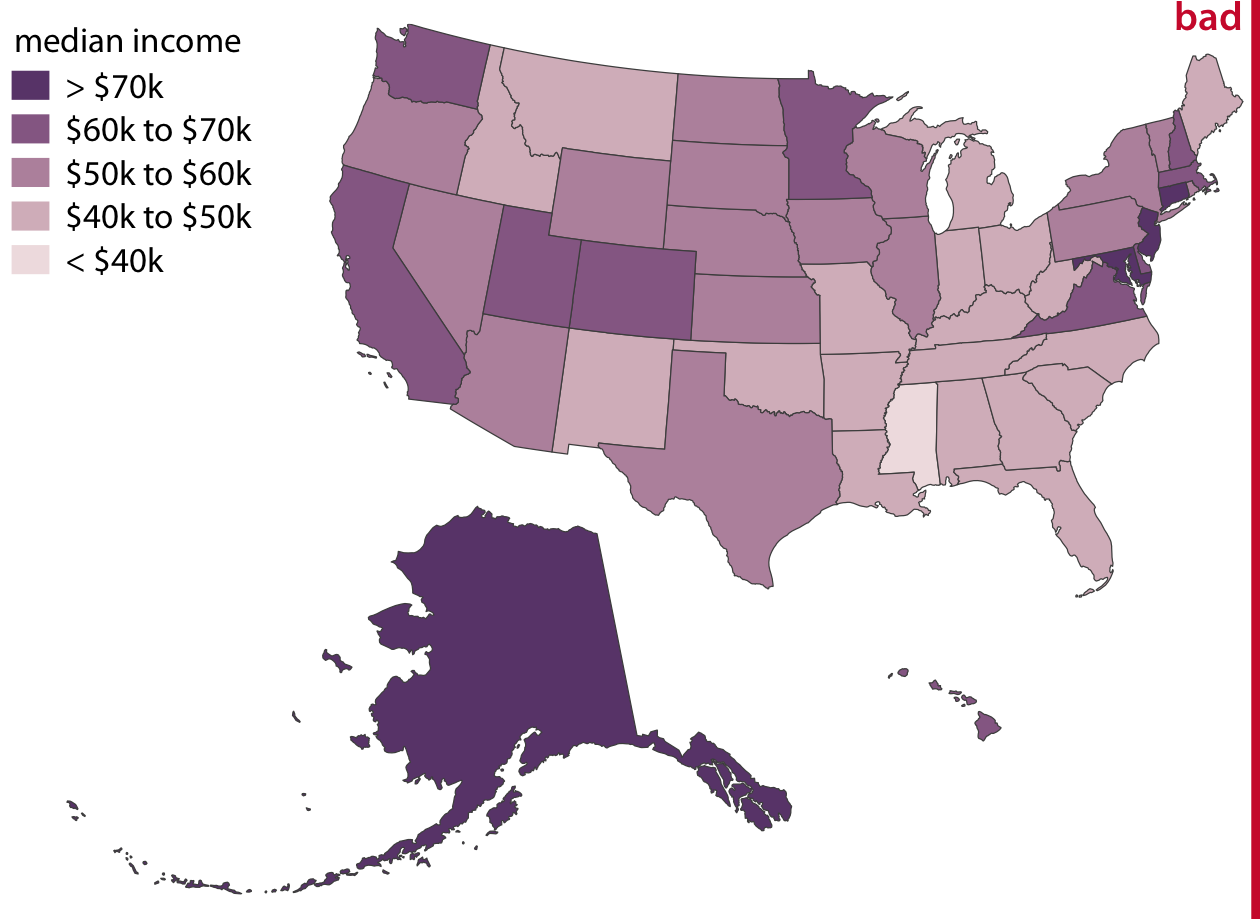 bad
median income
> $70k
$60k to $70k
$50k to $60k
$40k to $50k
< $40k